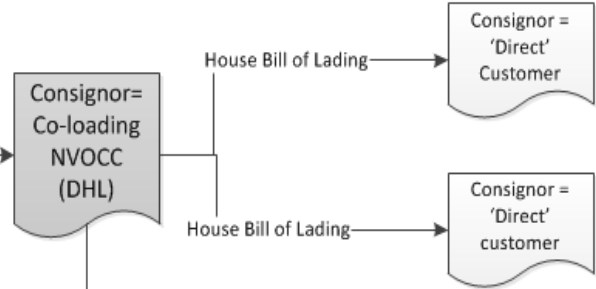 Consignor=
Co-loading
NVOCC
(DHL)
House Bill of Lading
Consignor =
‘Direct’
Customer
House Bill of Lading
Consignor =
‘Direct’
customer